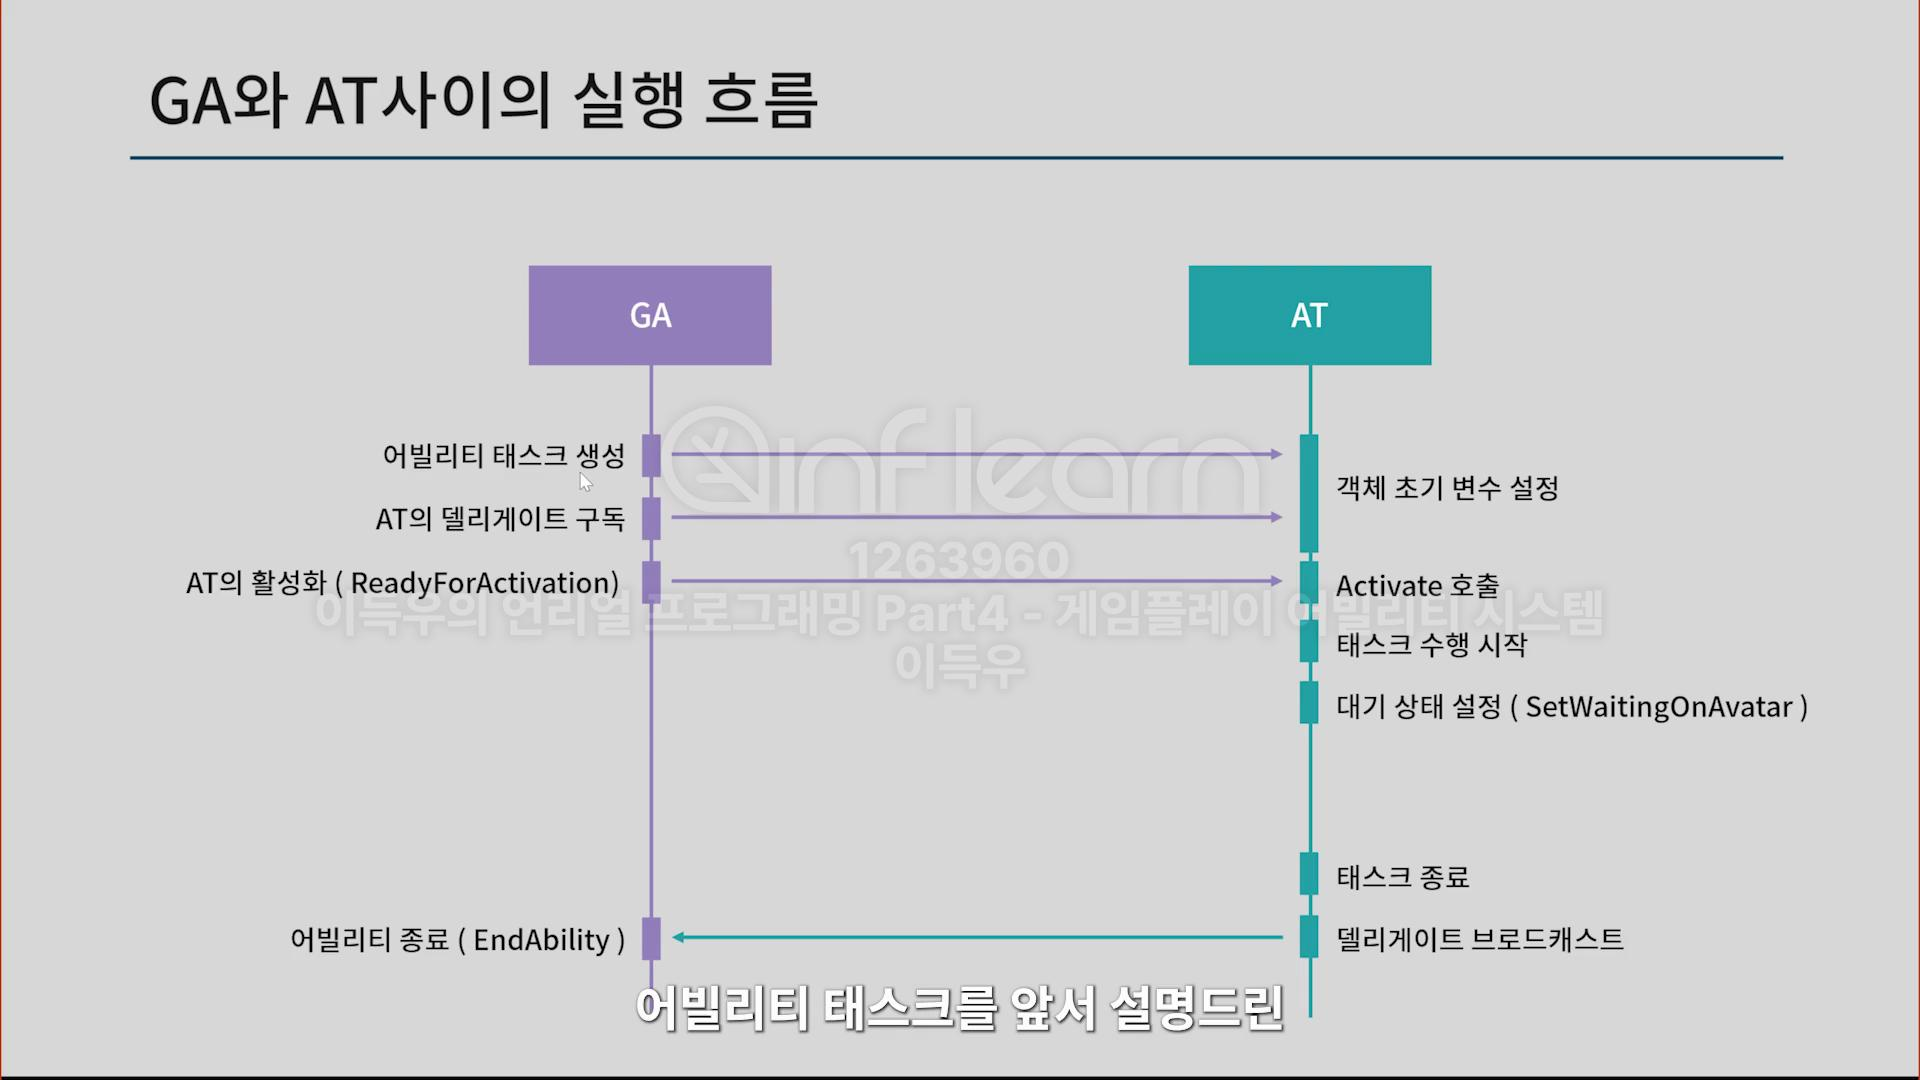 GA와 AT사이의 실행 흐름
GA
AT
어빌리티 태스크 생성
객체 초기 변수 설정
AT의 델리게이트 구독
AT의 활성화 ( ReadyForActivation)
Activate 호출
태스크 수행 시작
대기 상태 설정 ( SetWaitingOnAvatar )
태스크 종료
어빌리티 종료 ( EndAbility )
델리게이트 브로드캐스트
inflearn
1263960
이득우의 언리얼 프로그래밍 Part4 - 게임플레이 어빌리티 시스템
이득우
어빌리티 태스크를 앞서 설명드린